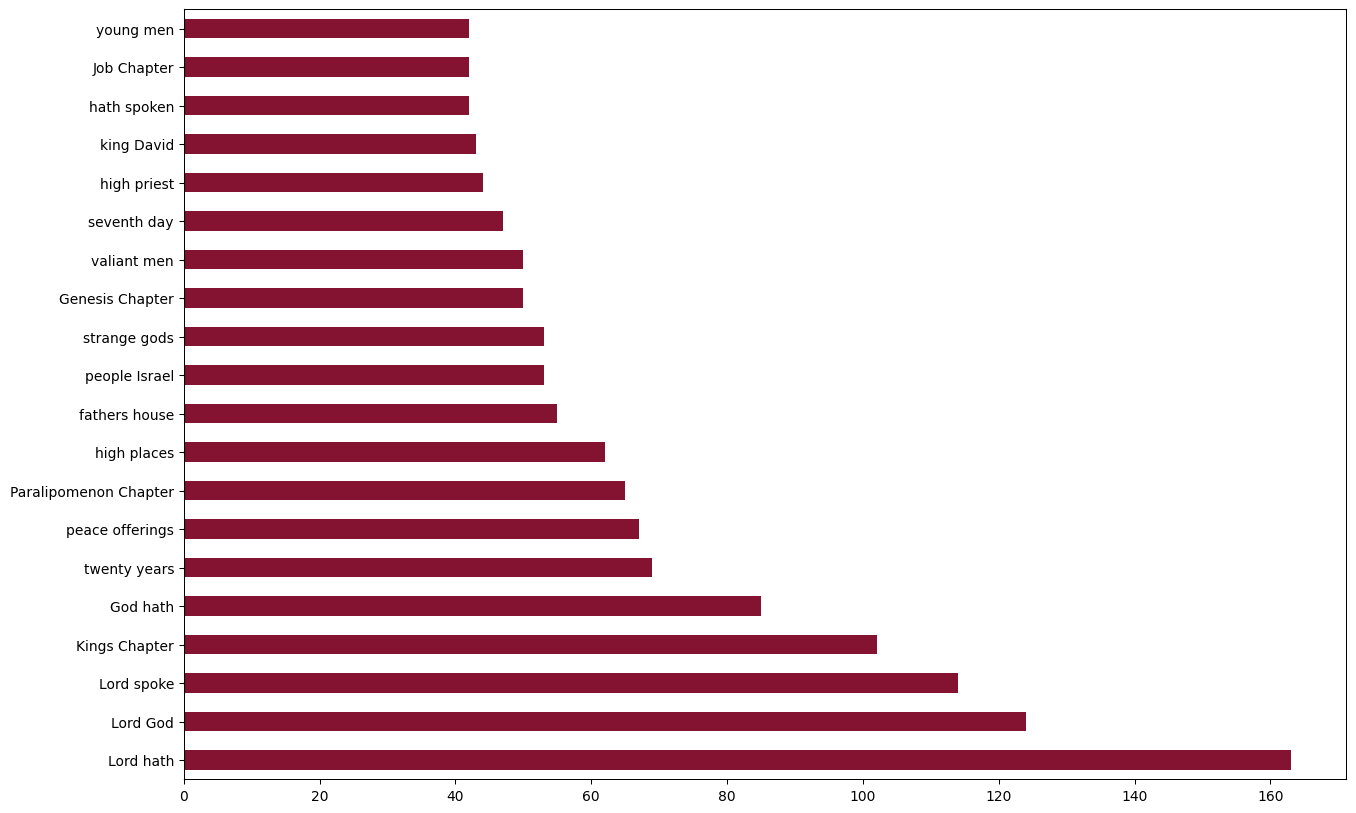 young men
Job Chapter
hath spoken
king David
high priest
seventh day
valiant men
Genesis Chapter
strange gods
people Israel
fathers house
high places
Paralipomenon Chapter
peace offerings
twenty years
God hath
Kings Chapter
Lord spoke
Lord God
Lord hath
0 20 40 60 80 100 120 140 160